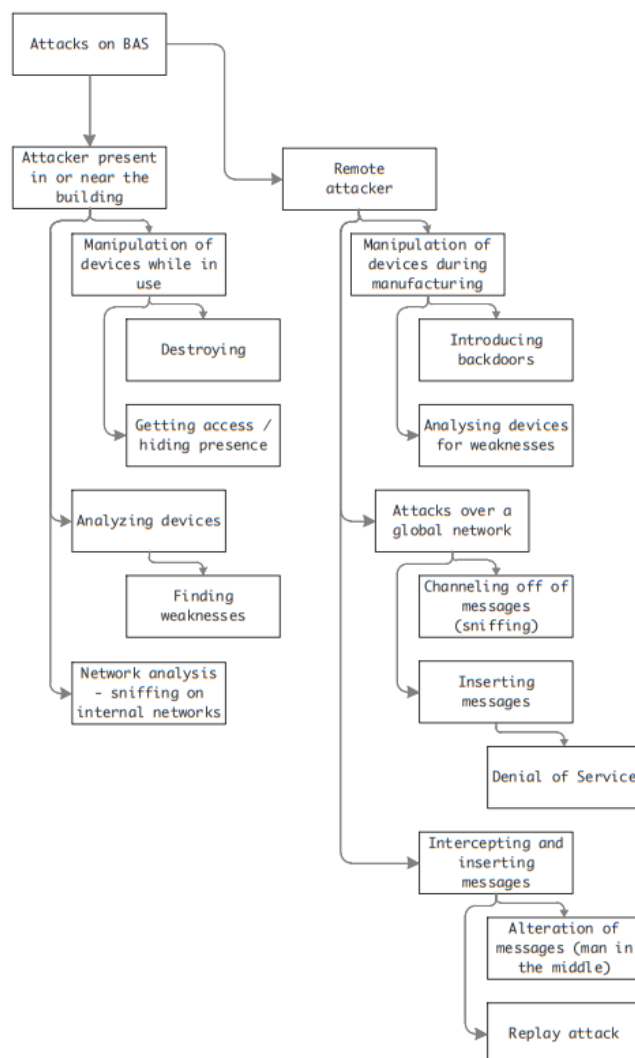 Attacks on BAS
Attacker present
in or near the
building
Remote
attacker
Manipulation of
devices while in
use
Manipulation of
devices during
manufacturing
Destroying
Introducing
backdoors
Getting access /
hiding presence
Analysing devices
for weaknesses
Analyzing devices
Attacks over a
global network
Finding
weaknesses
Channeling off of
messages
(sniffing)
Network analysis
- sniffing on
internal networks
Inserting
messages
Denial of Service
Intercepting and
inserting
messages
Alteration of
messages (man in
the middle)
Replay attack